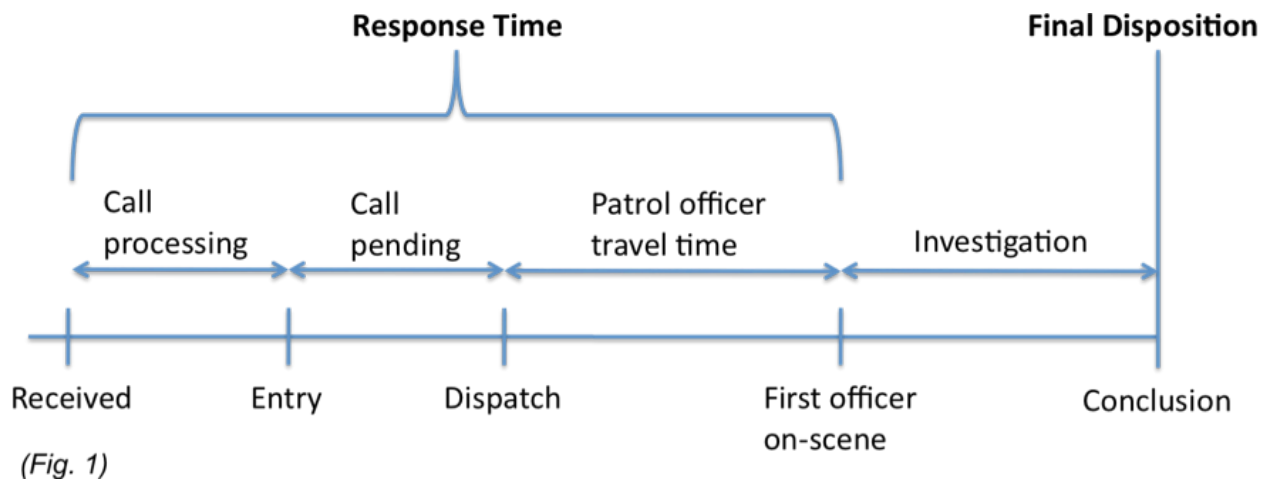 Response Time
Final Disposition
Call
processing
Call
pending
Patrol officer
travel time
Investigation
Received
Entry
Dispatch
First officer
on-scene
Conclusion
(Fig. 1)